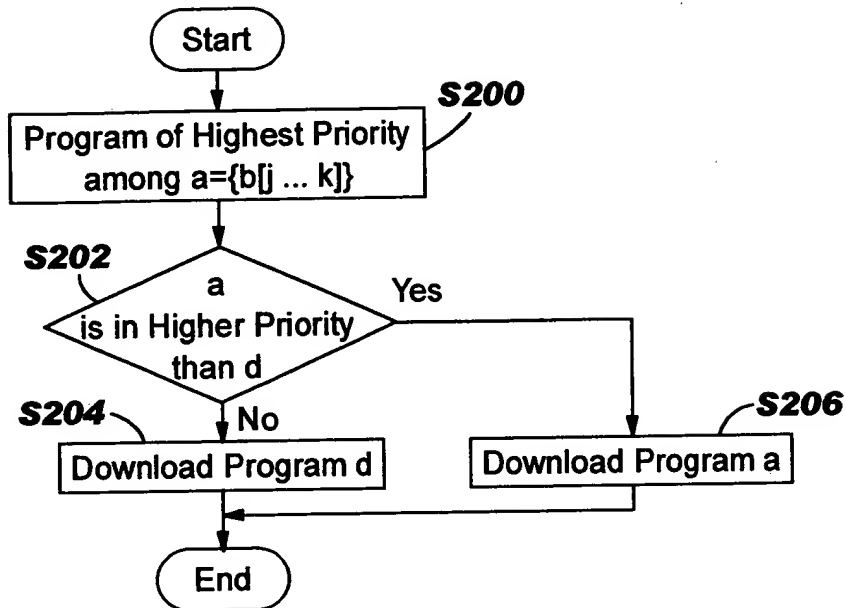 Start
S200
Program of Highest Priority
among a={b[j ... k]}
S202
a
is in Higher Priority
than d
Yes
S204
No
S206
Download Program d
Download Program a
End